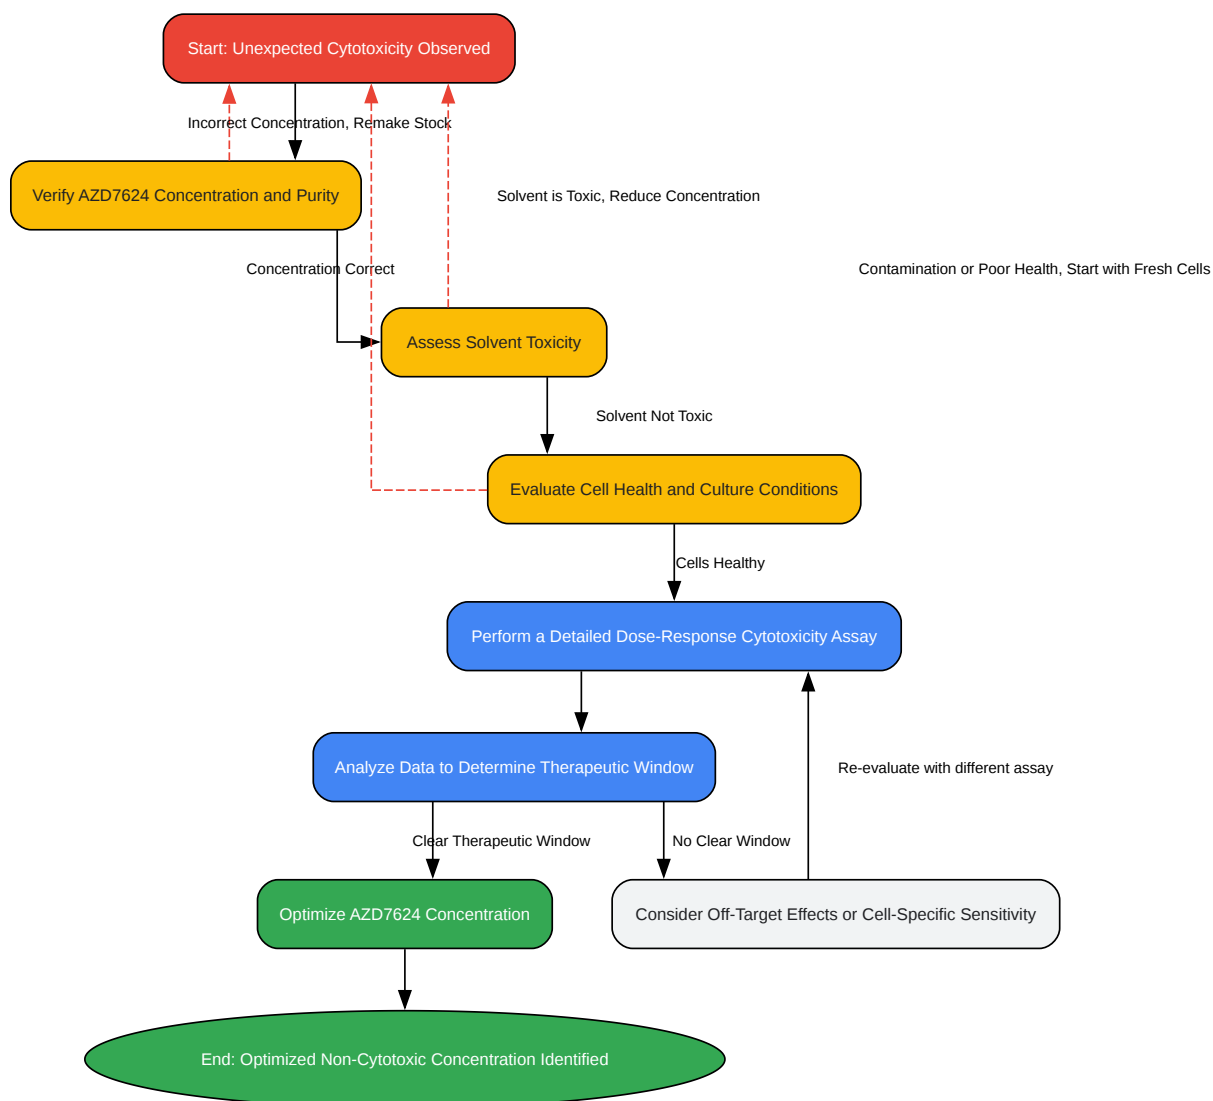 Start: Unexpected Cytotoxicity Observed
Incorrect Concentration, Remake Stock
Verify AZD7624 Concentration and Purity
Solvent is Toxic, Reduce Concentration
Concentration Correct
Contamination or Poor Health, Start with Fresh Cells
Assess Solvent Toxicity
Solvent Not Toxic
Evaluate Cell Health and Culture Conditions
Cells Healthy
Perform a Detailed Dose-Response Cytotoxicity Assay
Analyze Data to Determine Therapeutic Window
Re-evaluate with different assay
Clear Therapeutic Window
No Clear Window
Optimize AZD7624 Concentration
Consider Off-Target Effects or Cell-Specific Sensitivity
End: Optimized Non-Cytotoxic Concentration Identified